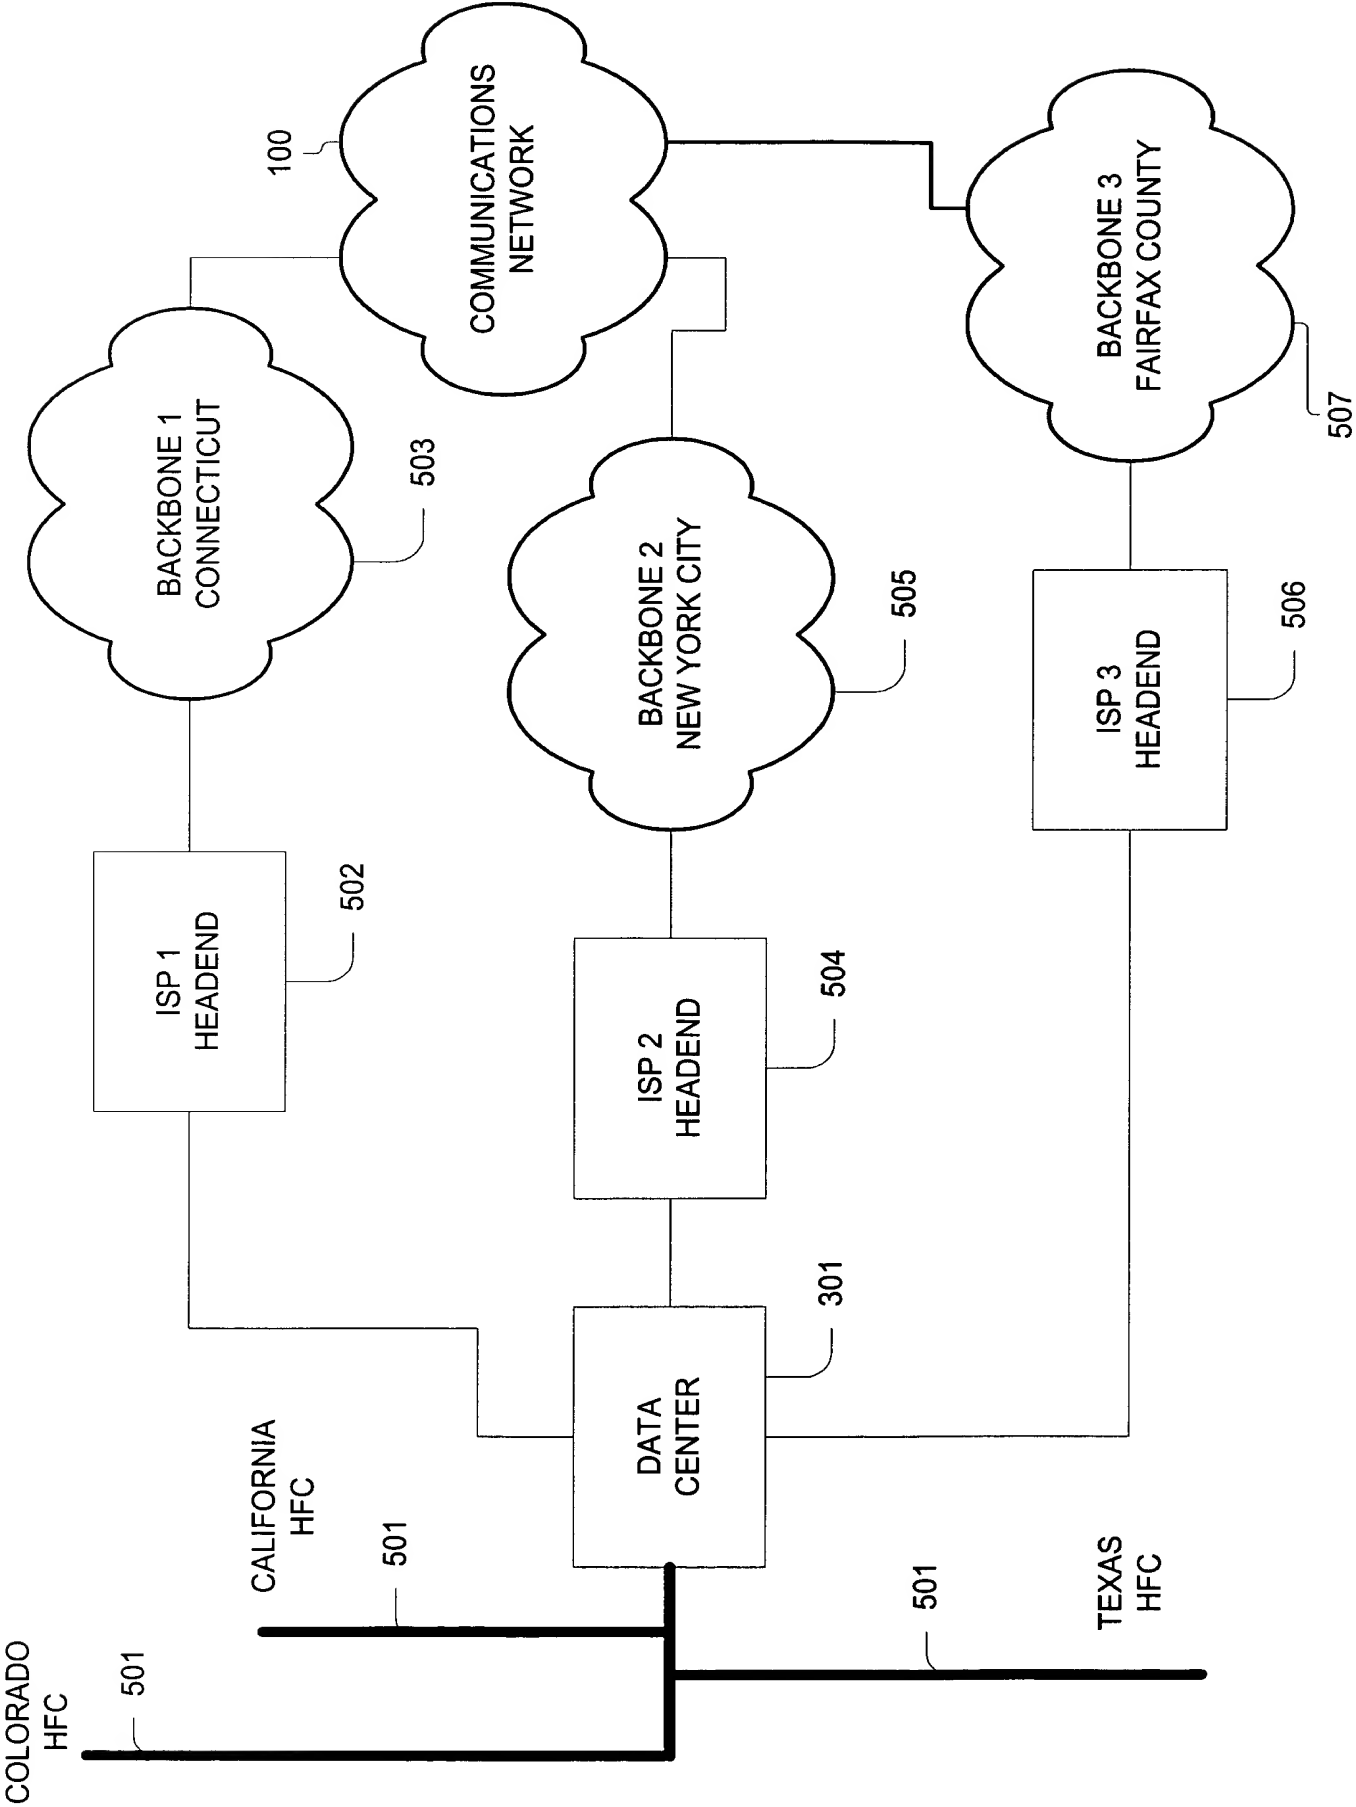 COLORADO
HFC
501
CALIFORNIA
HFC
501
501
TEXAS
HFC
DATA
CENTER
301
ISP 1
HEADEND
502
ISP 2
HEADEND
504
ISP 3
HEADEND
506
BACKBONE 1
CONNECTICUT
503
BACKBONE 2
NEW YORK CITY
505
BACKBONE 3
FAIRFAX COUNTY
507
100
COMMUNICATIONS
NETWORK